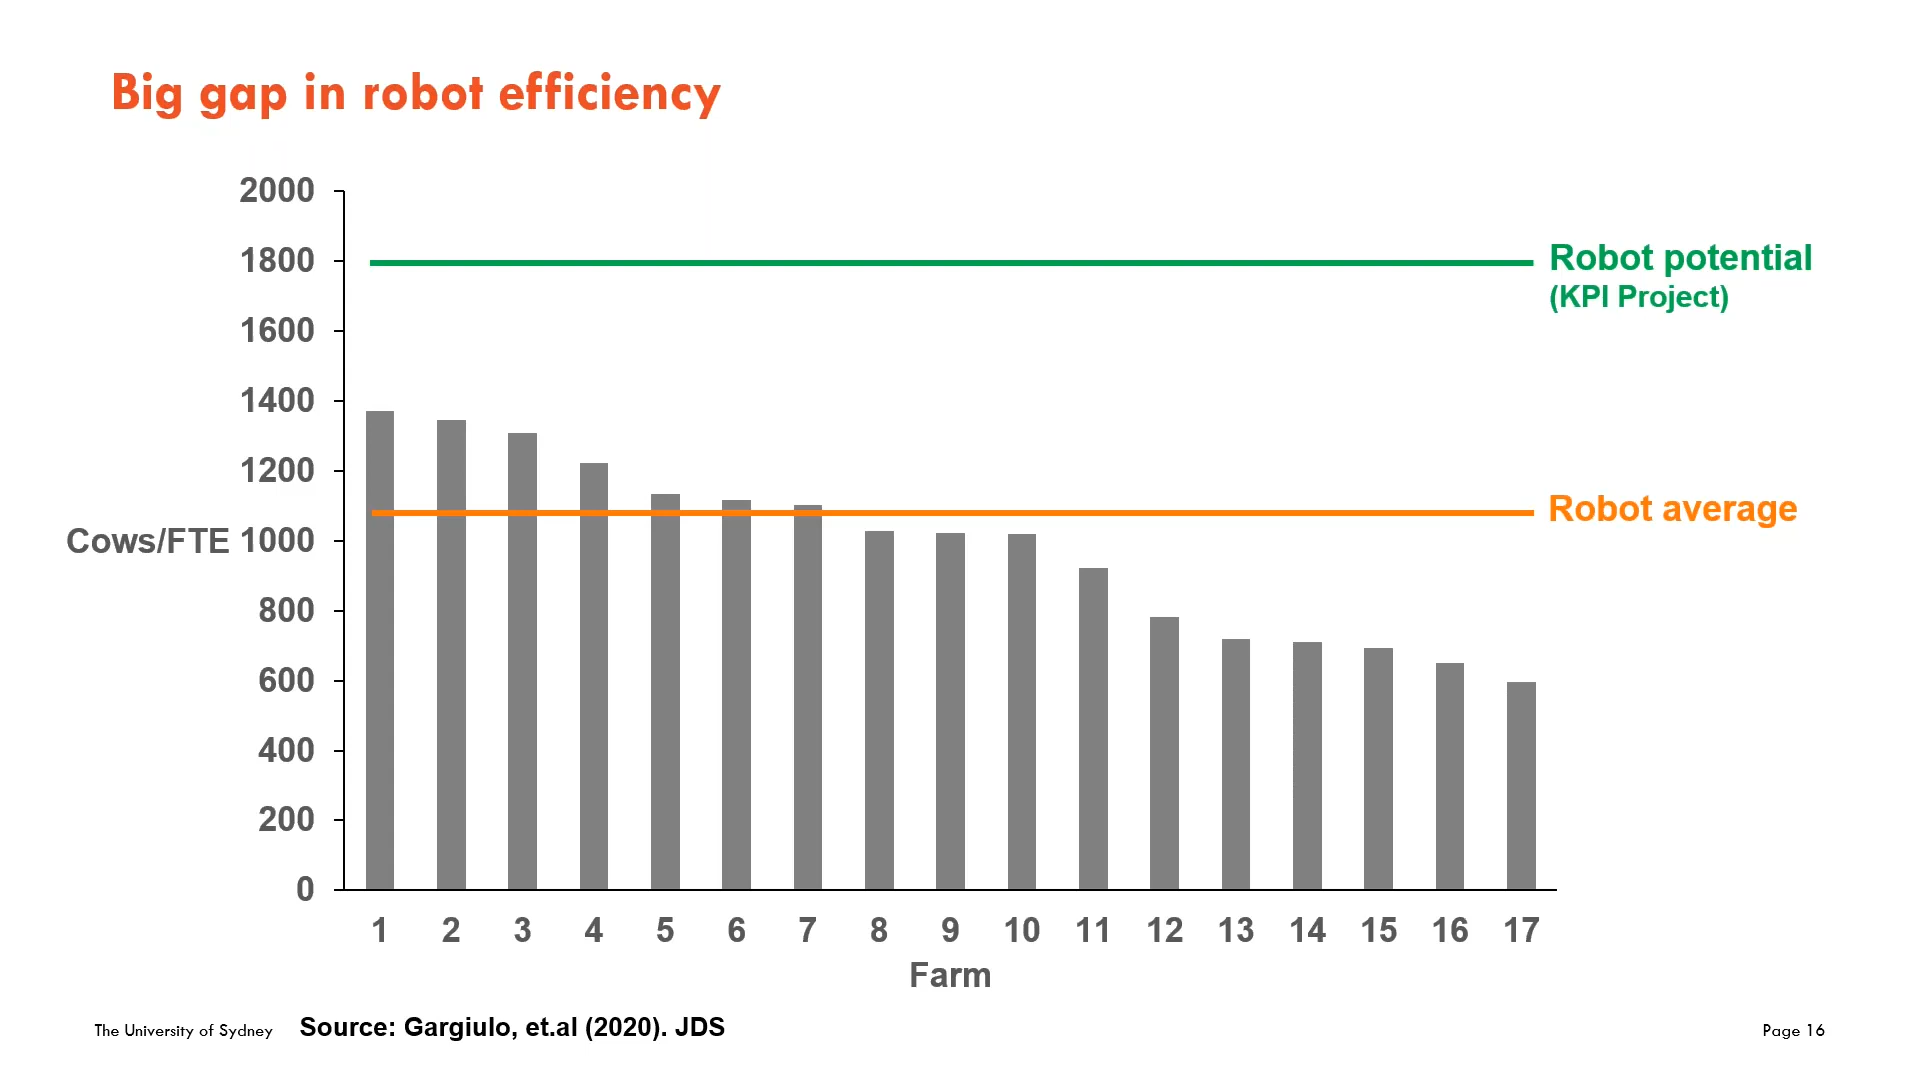 Big gap in robot efficiency
2000
1800
Robot potential
(KPI Project)
1600
1400
1200
Robot average
Cows/FTE 1000
800
600
400
200
0
1 2 3 4 5 6 7 8 9 10 11 12 13 14 15 16 17
Farm
The University of Sydney Source: Gargiulo, et.al (2020). JDS Page 16